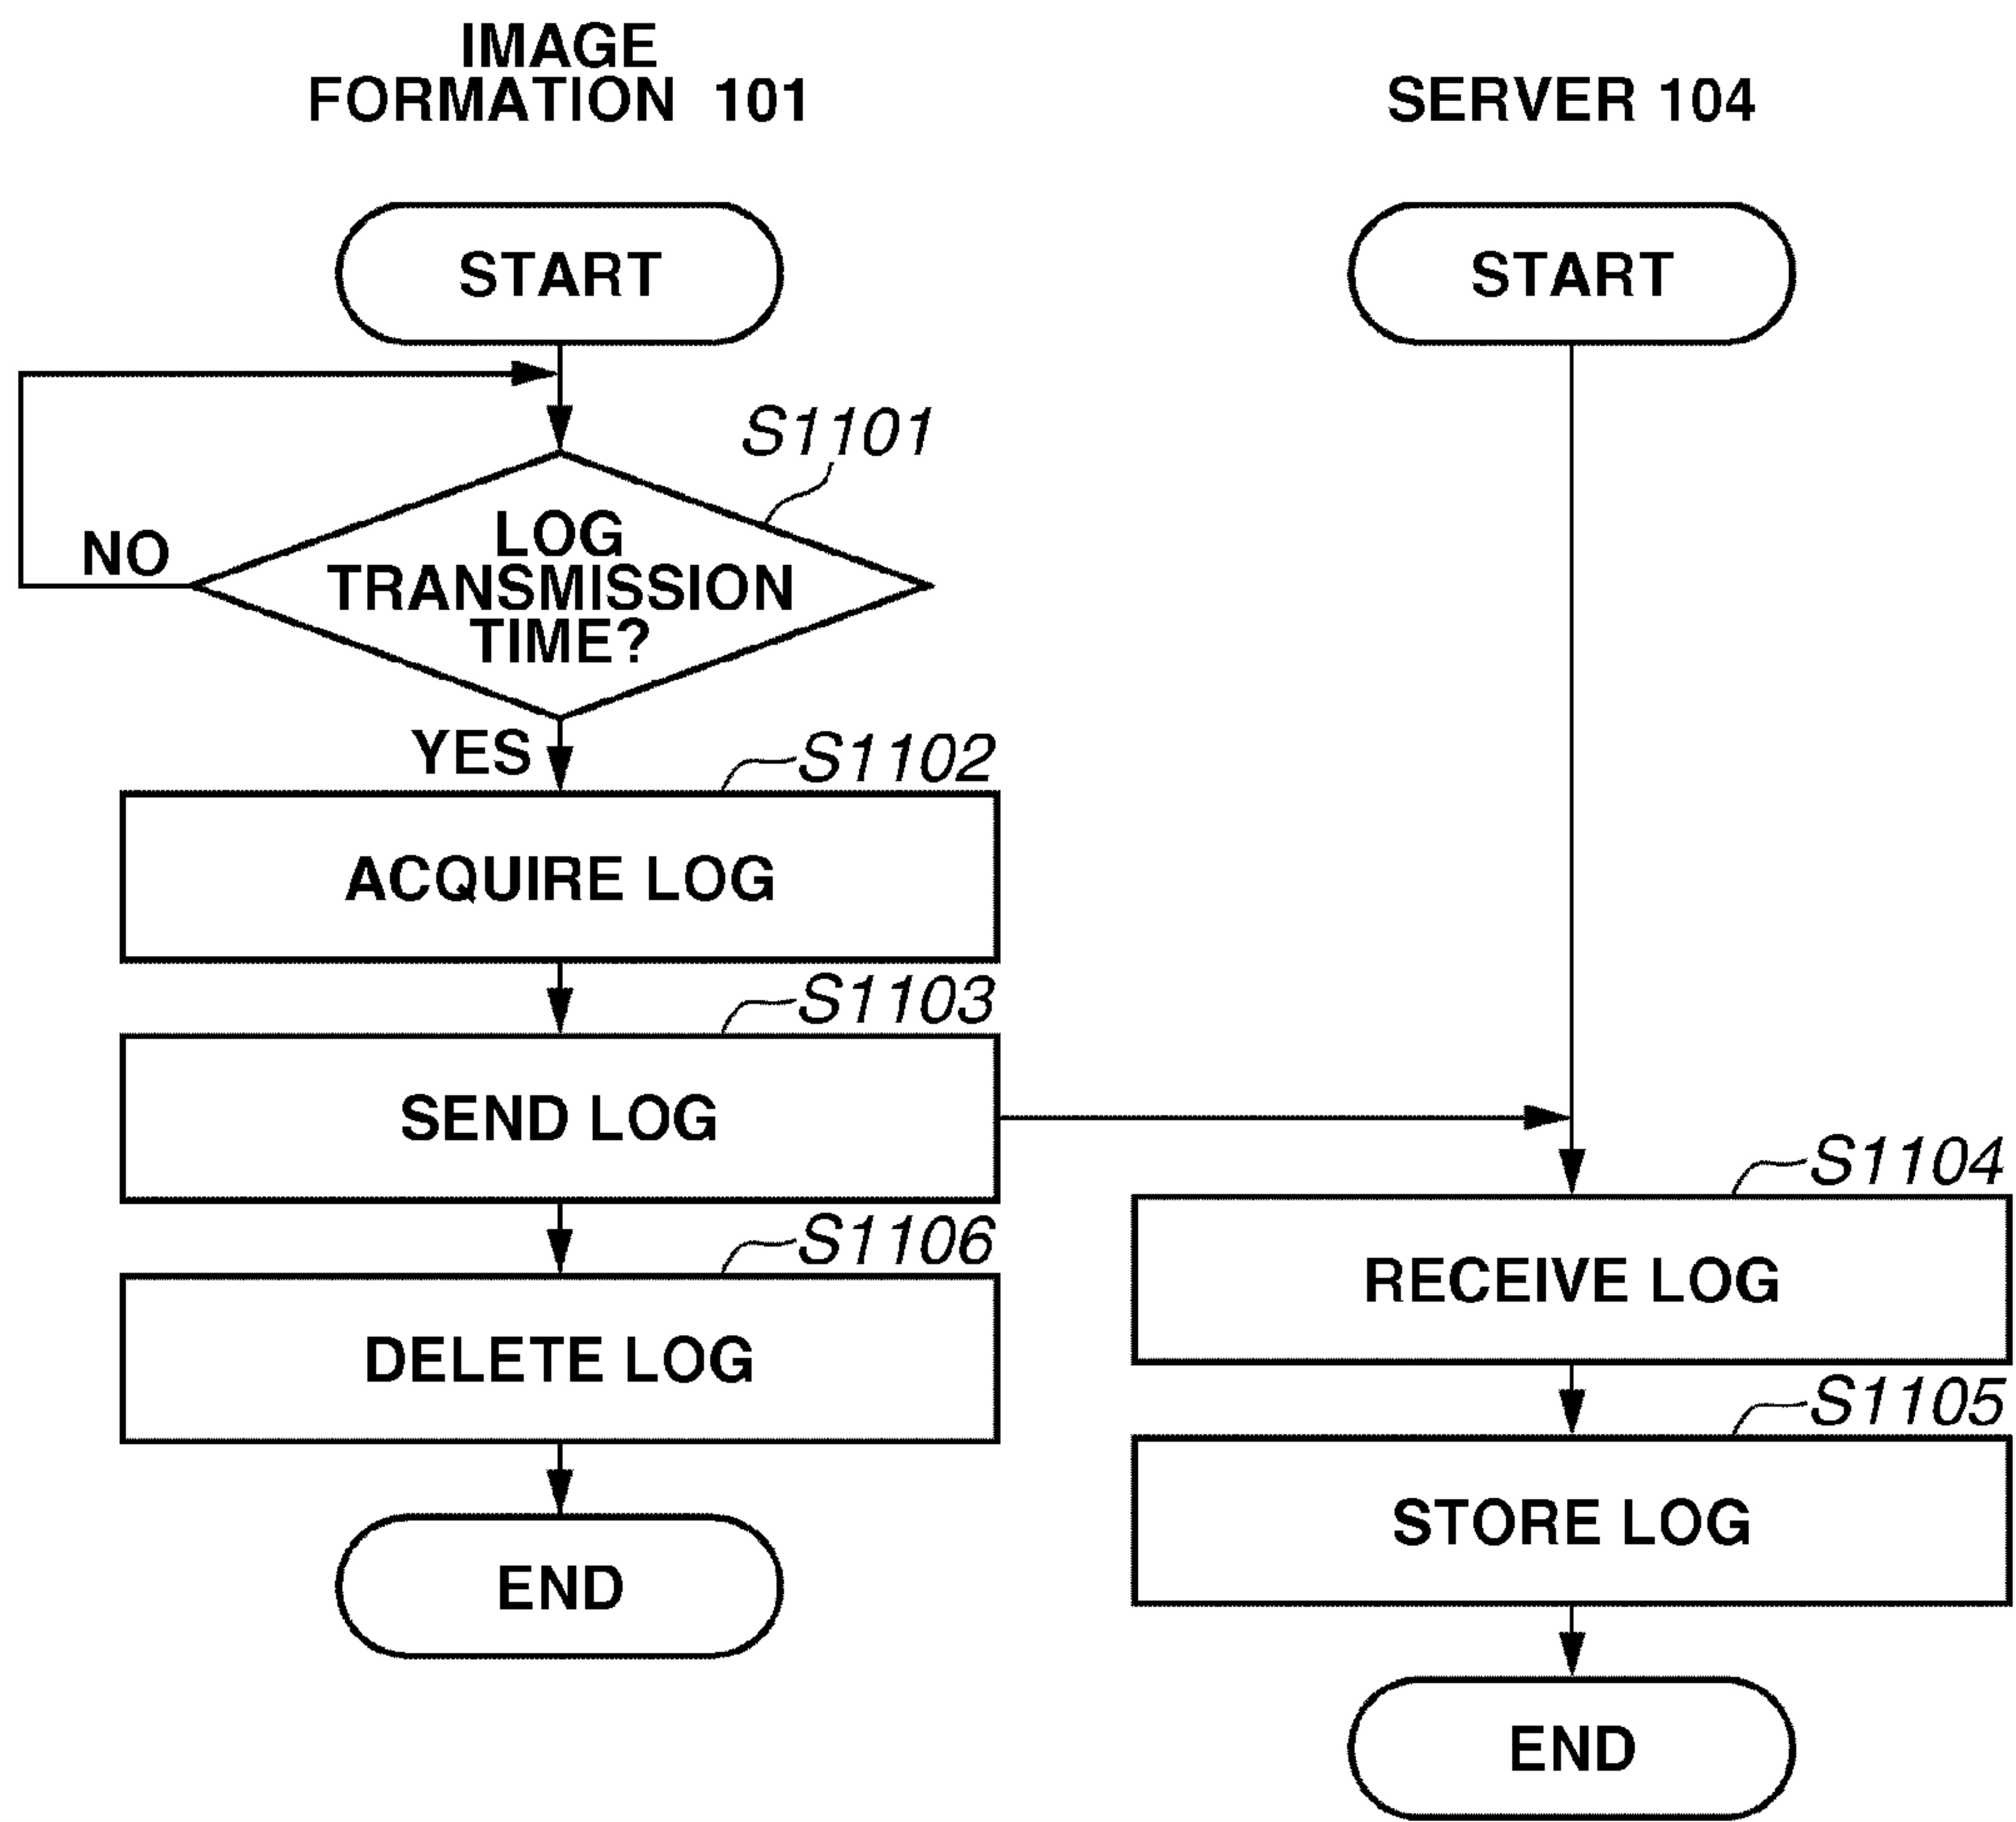 IMAGE
FORMATION 101
START
S1101
NO
LOG
TRANSMISSION
TIME?
YES
S1102
ACQUIRE LOG
S1103
SEND LOG
S1106
DELETE LOG
END
SERVER 104
START
S1104
RECEIVE LOG
S1105
STORE LOG
END